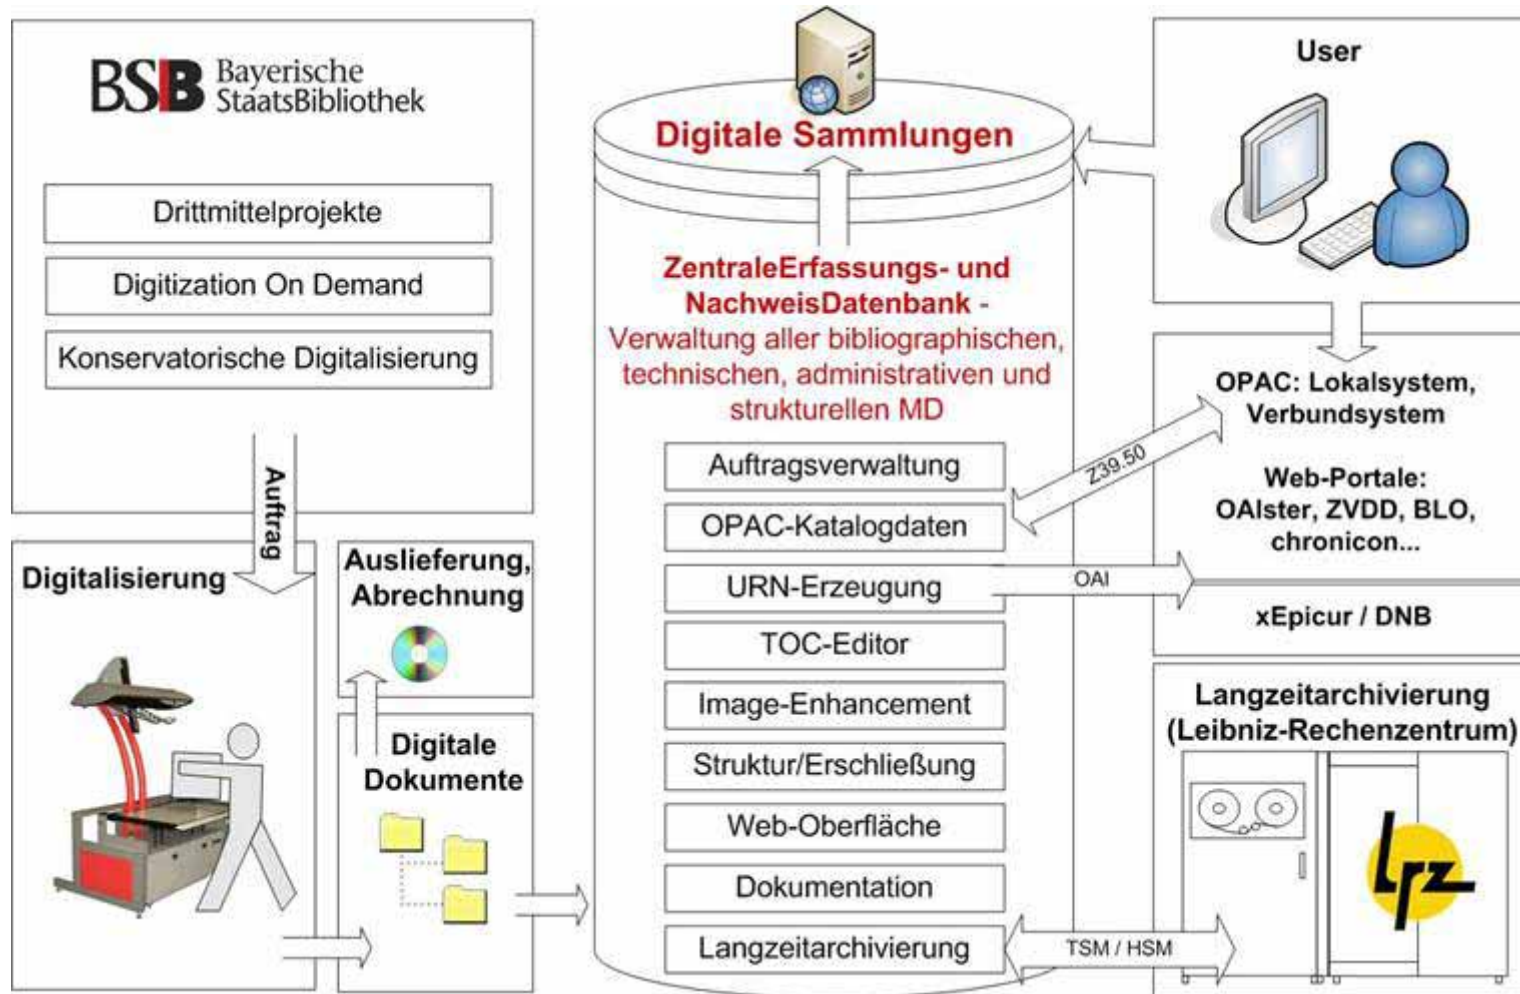 BSB Bayerische
StaatsBibliothek
Drittmittelprojekte
Digitization On Demand
Konservatorische Digitalisierung
Auftrag
Digitalisierung
Auslieferung,
Abrechnung
Digitale
Dokumente
Digitale Sammlungen
ZentraleErfassungs- und
NachweisDatenbank -
Verwaltung aller bibliographischen,
technischen, administrativen und
strukturellen MD
Auftragsverwaltung
OPAC-Katalogdaten
URN-Erzeugung
TOC-Editor
Image-Enhancement
Struktur/Erschließung
Web-Oberfläche
Dokumentation
Langzeitarchivierung
Z39.50
OAI
TSM / HSM
User
OPAC: Lokalsystem,
Verbundsystem
Web-Portale:
OAIster, ZVDD, BLO,
chronicon...
xEpicur / DNB
Langzeitarchivierung
(Leibniz-Rechenzentrum)
lrz